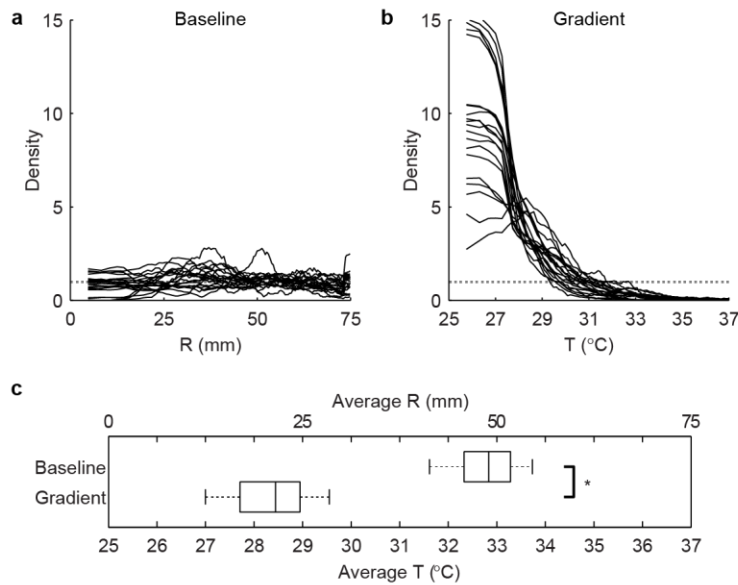 a Baseline b Gradient
15 15
10 10
Density Density
5 5
0 0
0 25 50 75 25 27 29 31 33 35 37
R (mm) T (°C)
c
Average R (mm)
0 25 50 75
Baseline
Gradient
*
25 26 27 28 29 30 31 32 33 34 35 36 37
Average T (°C)